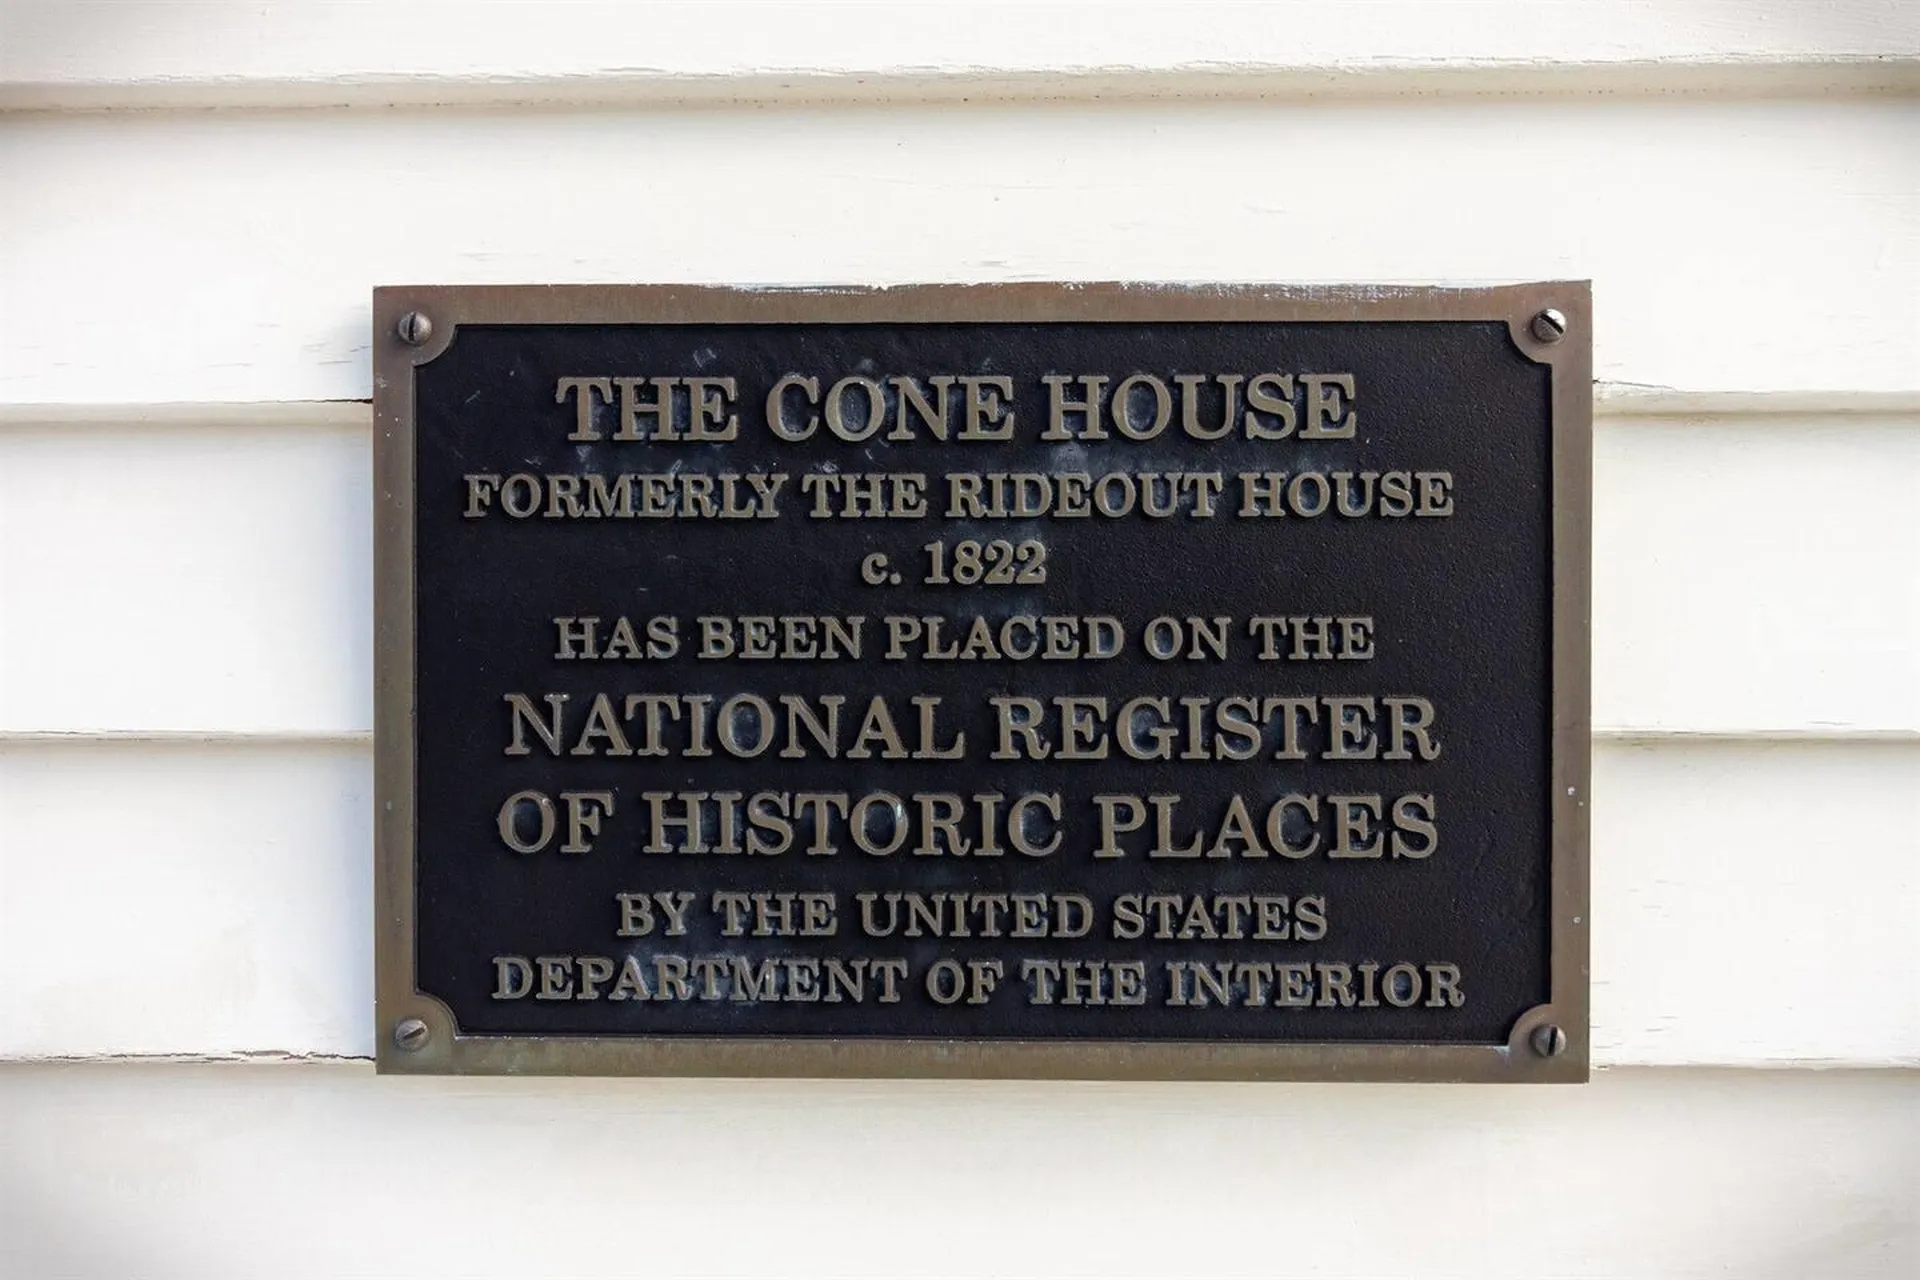 THE CONE HOUSE
FORMERLY THE RIDEOUT HOUSE
c. 1822
HAS BEEN PLACED ON THE
NATIONAL REGISTER
OF HISTORIC PLACES
BY THE UNITED STATES
DEPARTMENT OF THE INTERIOR